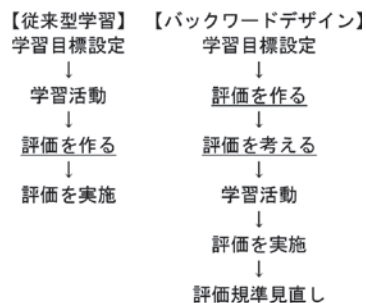 【従来型学習】
学習目標設定
↓
学習活動
↓
評価を作る
↓
評価を実施
【バックワードデザイン】
学習目標設定
↓
評価を作る
↓
評価を考える
↓
学習活動
↓
評価を実施
↓
評価規準見直し